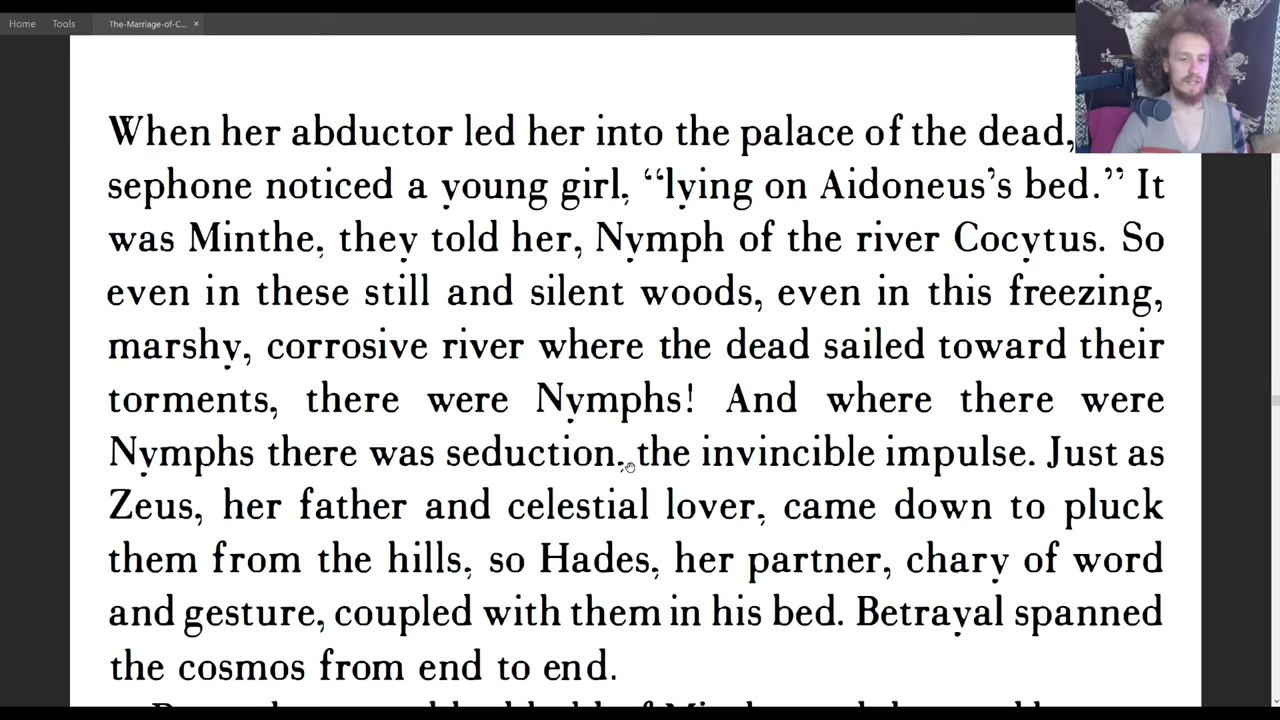 Home Tools The-Marriage-of-C... ×
When her abductor led her into the palace of the dead,
sephone noticed a young girl, “lying on Aidoneus’s bed.” It
was Minthe, they told her, Nymph of the river Cocytus. So
even in these still and silent woods, even in this freezing,
marshy, corrosive river where the dead sailed toward their
torments, there were Nymphs! And where there were
Nymphs there was seduction, the invincible impulse. Just as
Zeus, her father and celestial lover, came down to pluck
them from the hills, so Hades, her partner, chary of word
and gesture, coupled with them in his bed. Betrayal spanned
the cosmos from end to end.